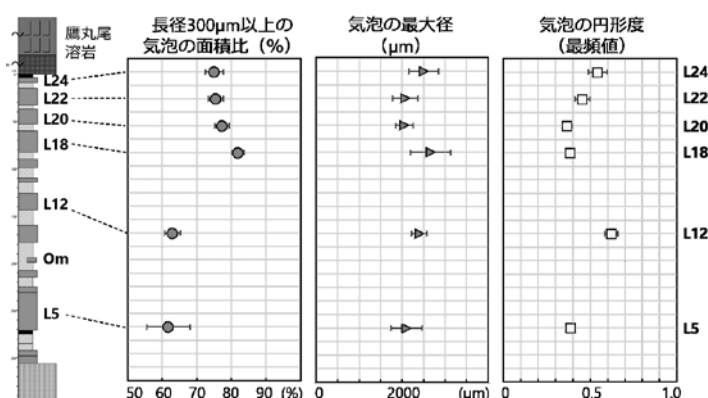 鷹丸尾
溶岩
L24
L22
L20
L18
L12
Om
L5
長径300μm以上の
気泡の面積比（%）
50 60 70 80 90 (%)
気泡の最大径
（μm）
2000 (μm)
気泡の円形度
（最頻値）
0 0.5 1.0
L24
L22
L20
L18
L12
L5